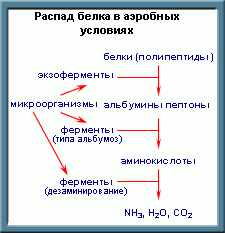 Распад белка в аэробных
условиях
белки (полипептиды)
экзоферменты
микроорганизмы альбумины пептоны
ферменты
(типа альбумоз)
аминокислоты
ферменты
(дезаминирование)
NH3, H2O, CO2